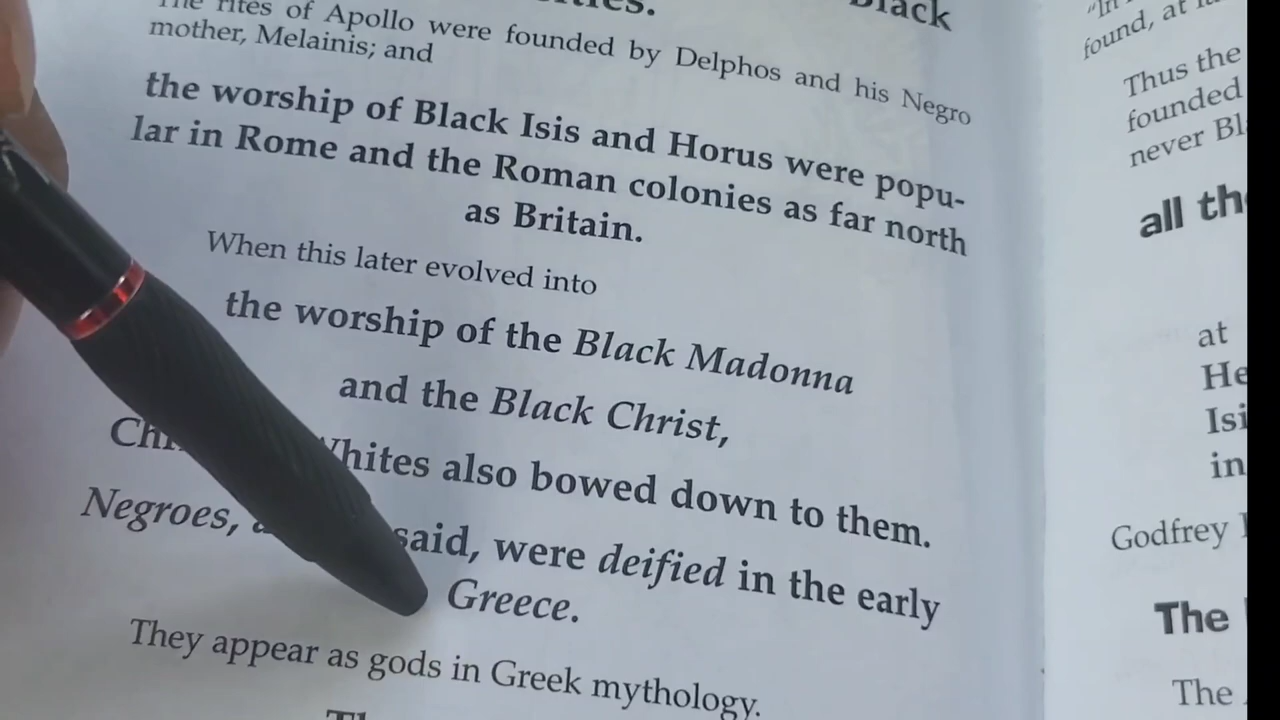 Black
The rites of Apollo were founded by Delphos and his Negro
mother, Melainis; and
the worship of Black Isis and Horus were popu-
lar in Rome and the Roman colonies as far north
as Britain.
When this later evolved into
the worship of the Black Madonna
and the Black Christ,
Whites also bowed down to them.
Negroes, said, were deified in the early
Greece.
They appear as gods in Greek mythology.
"In
found, at
Thus the
founded
never
all
at
in
Godfrey
The
The